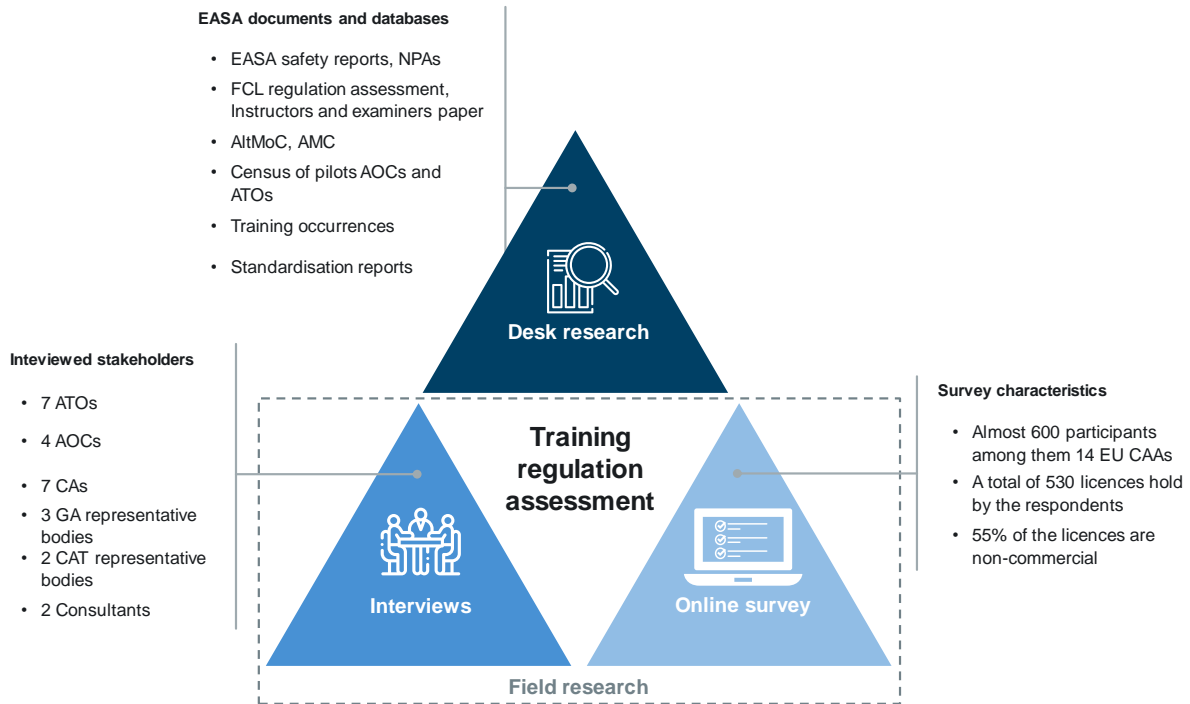 EASA documents and databases
• EASA safety reports, NPAs
• FCL regulation assessment,
Instructors and examiners paper
• AltMoC, AMC
• Census of pilots AOCs and
ATOs
• Training occurrences
• Standardisation reports
Desk research
Inteviewed stakeholders
• 7 ATOs
• 4 AOCs
• 7 CAs
• 3 GA representative
bodies
• 2 CAT representative
bodies
• 2 Consultants
Training
regulation
assessment
Interviews
Online survey
Field research
Survey characteristics
• Almost 600 participants
among them 14 EU CAAs
• A total of 530 licences hold
by the respondents
• 55% of the licences are
non-commercial